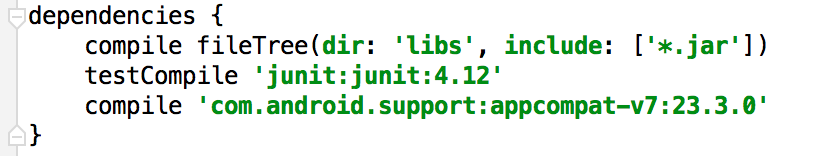 dependencies {
    compile fileTree(dir: 'libs', include: ['*.jar'])
    testCompile 'junit:junit:4.12'
    compile 'com.android.support:appcompat-v7:23.3.0'
}